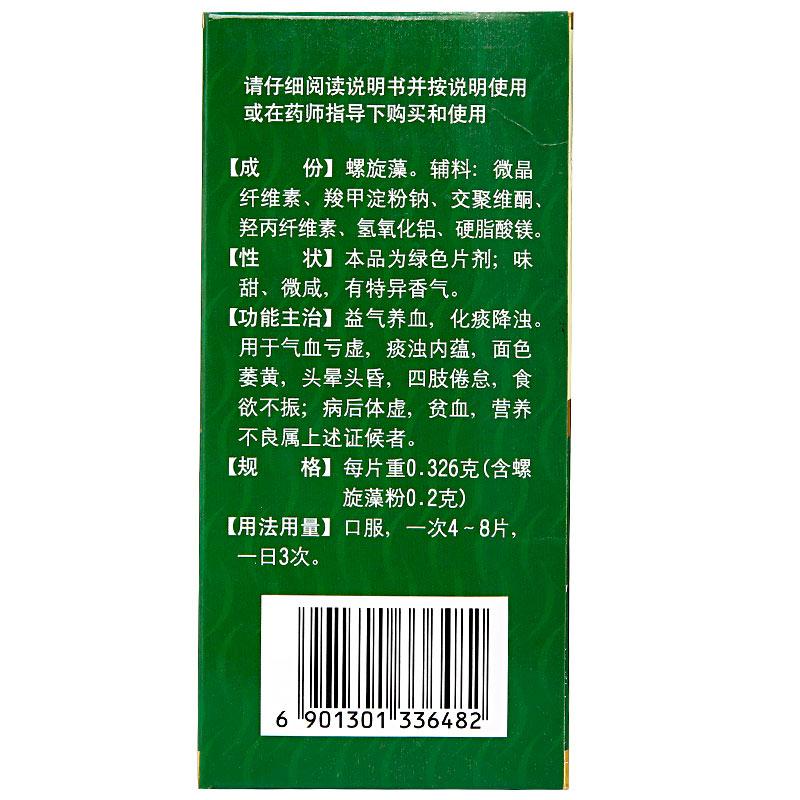 请仔细阅读说明书并按说明使用
或在药师指导下购买和使用
【成　　份】螺旋藻。辅料：微晶
纤维素、羧甲淀粉钠、交聚维酮、
羟丙纤维素、氢氧化铝、硬脂酸镁。
【性　　状】本品为绿色片剂；味
甜、微咸，有特异香气。
【功能主治】益气养血，化痰降浊。
用于气血亏虚，痰浊内蕴，面色
萎黄，头晕头昏，四肢倦怠，食
欲不振；病后体虚，贫血，营养
不良属上述证候者。
【规　　格】每片重0.326克(含螺
旋藻粉0.2克)
【用法用量】口服，一次4~8片，
一日3次。
6 901301 336482